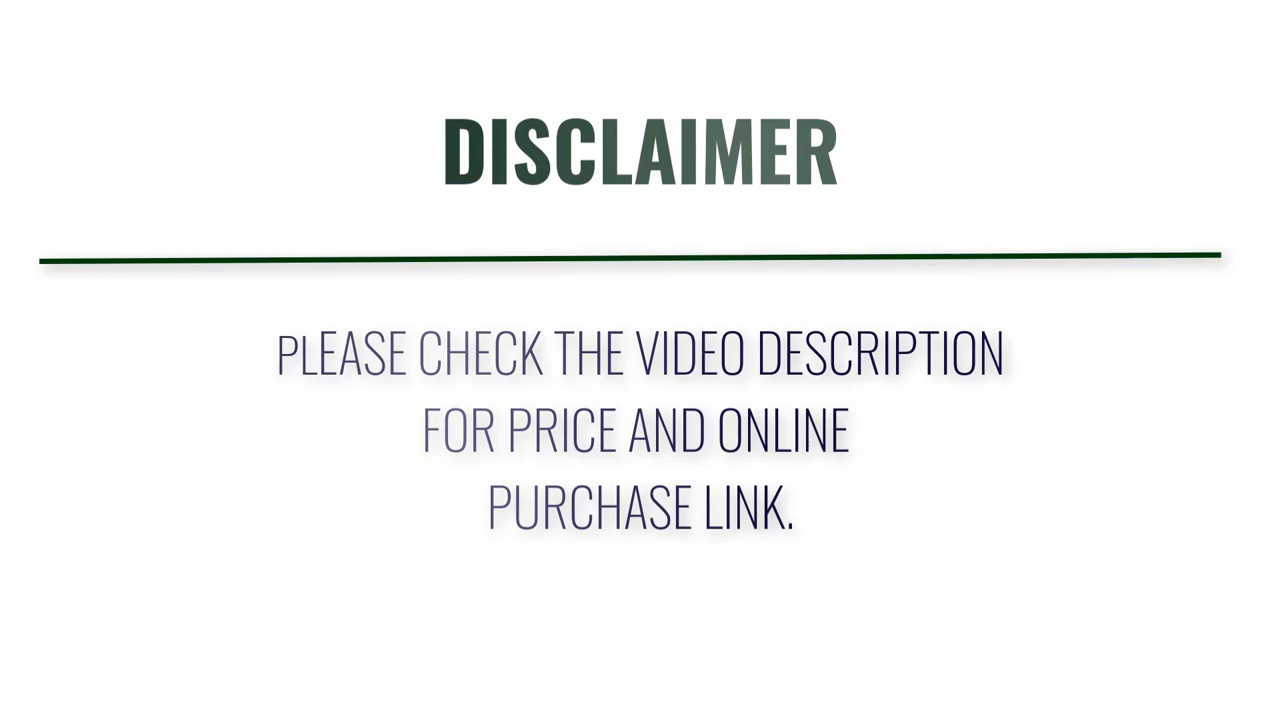 DISCLAIMER
PLEASE CHECK THE VIDEO DESCRIPTION
FOR PRICE AND ONLINE
PURCHASE LINK.